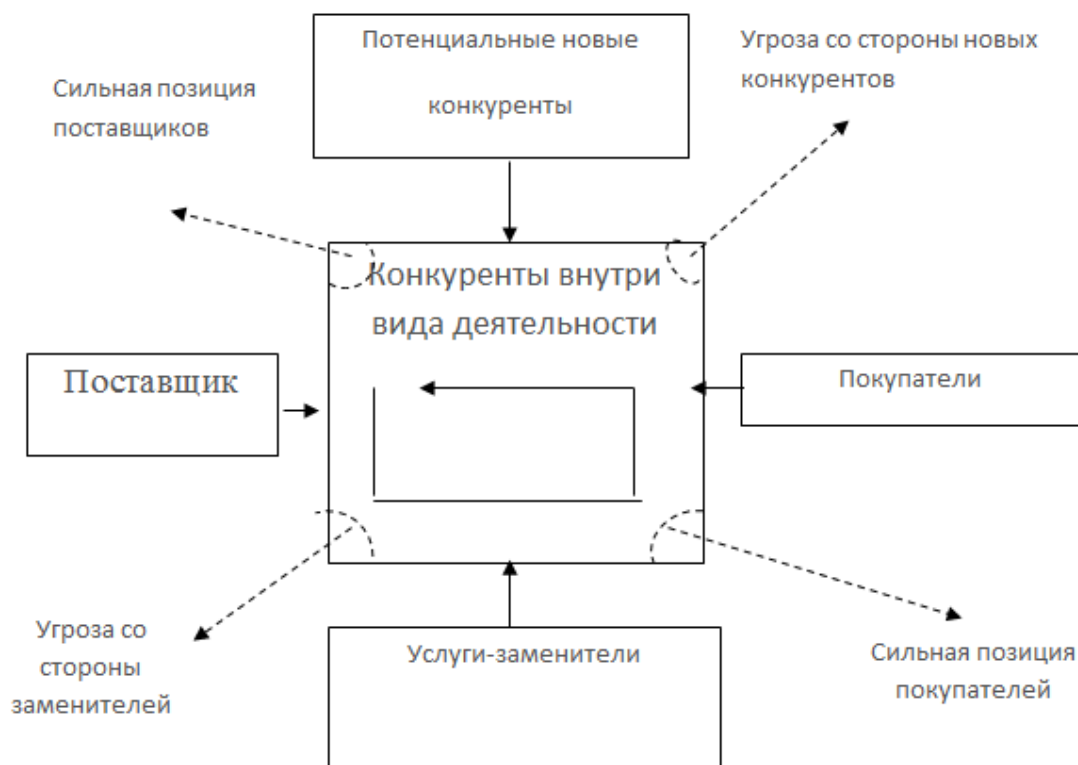 Потенциальные новые
конкуренты
Угроза со стороны новых
конкурентов
Сильная позиция
поставщиков
Конкуренты внутри
вида деятельности
Поставщик
Покупатели
Угроза со
стороны
заменителей
Услуги-заменители
Сильная позиция
покупателей